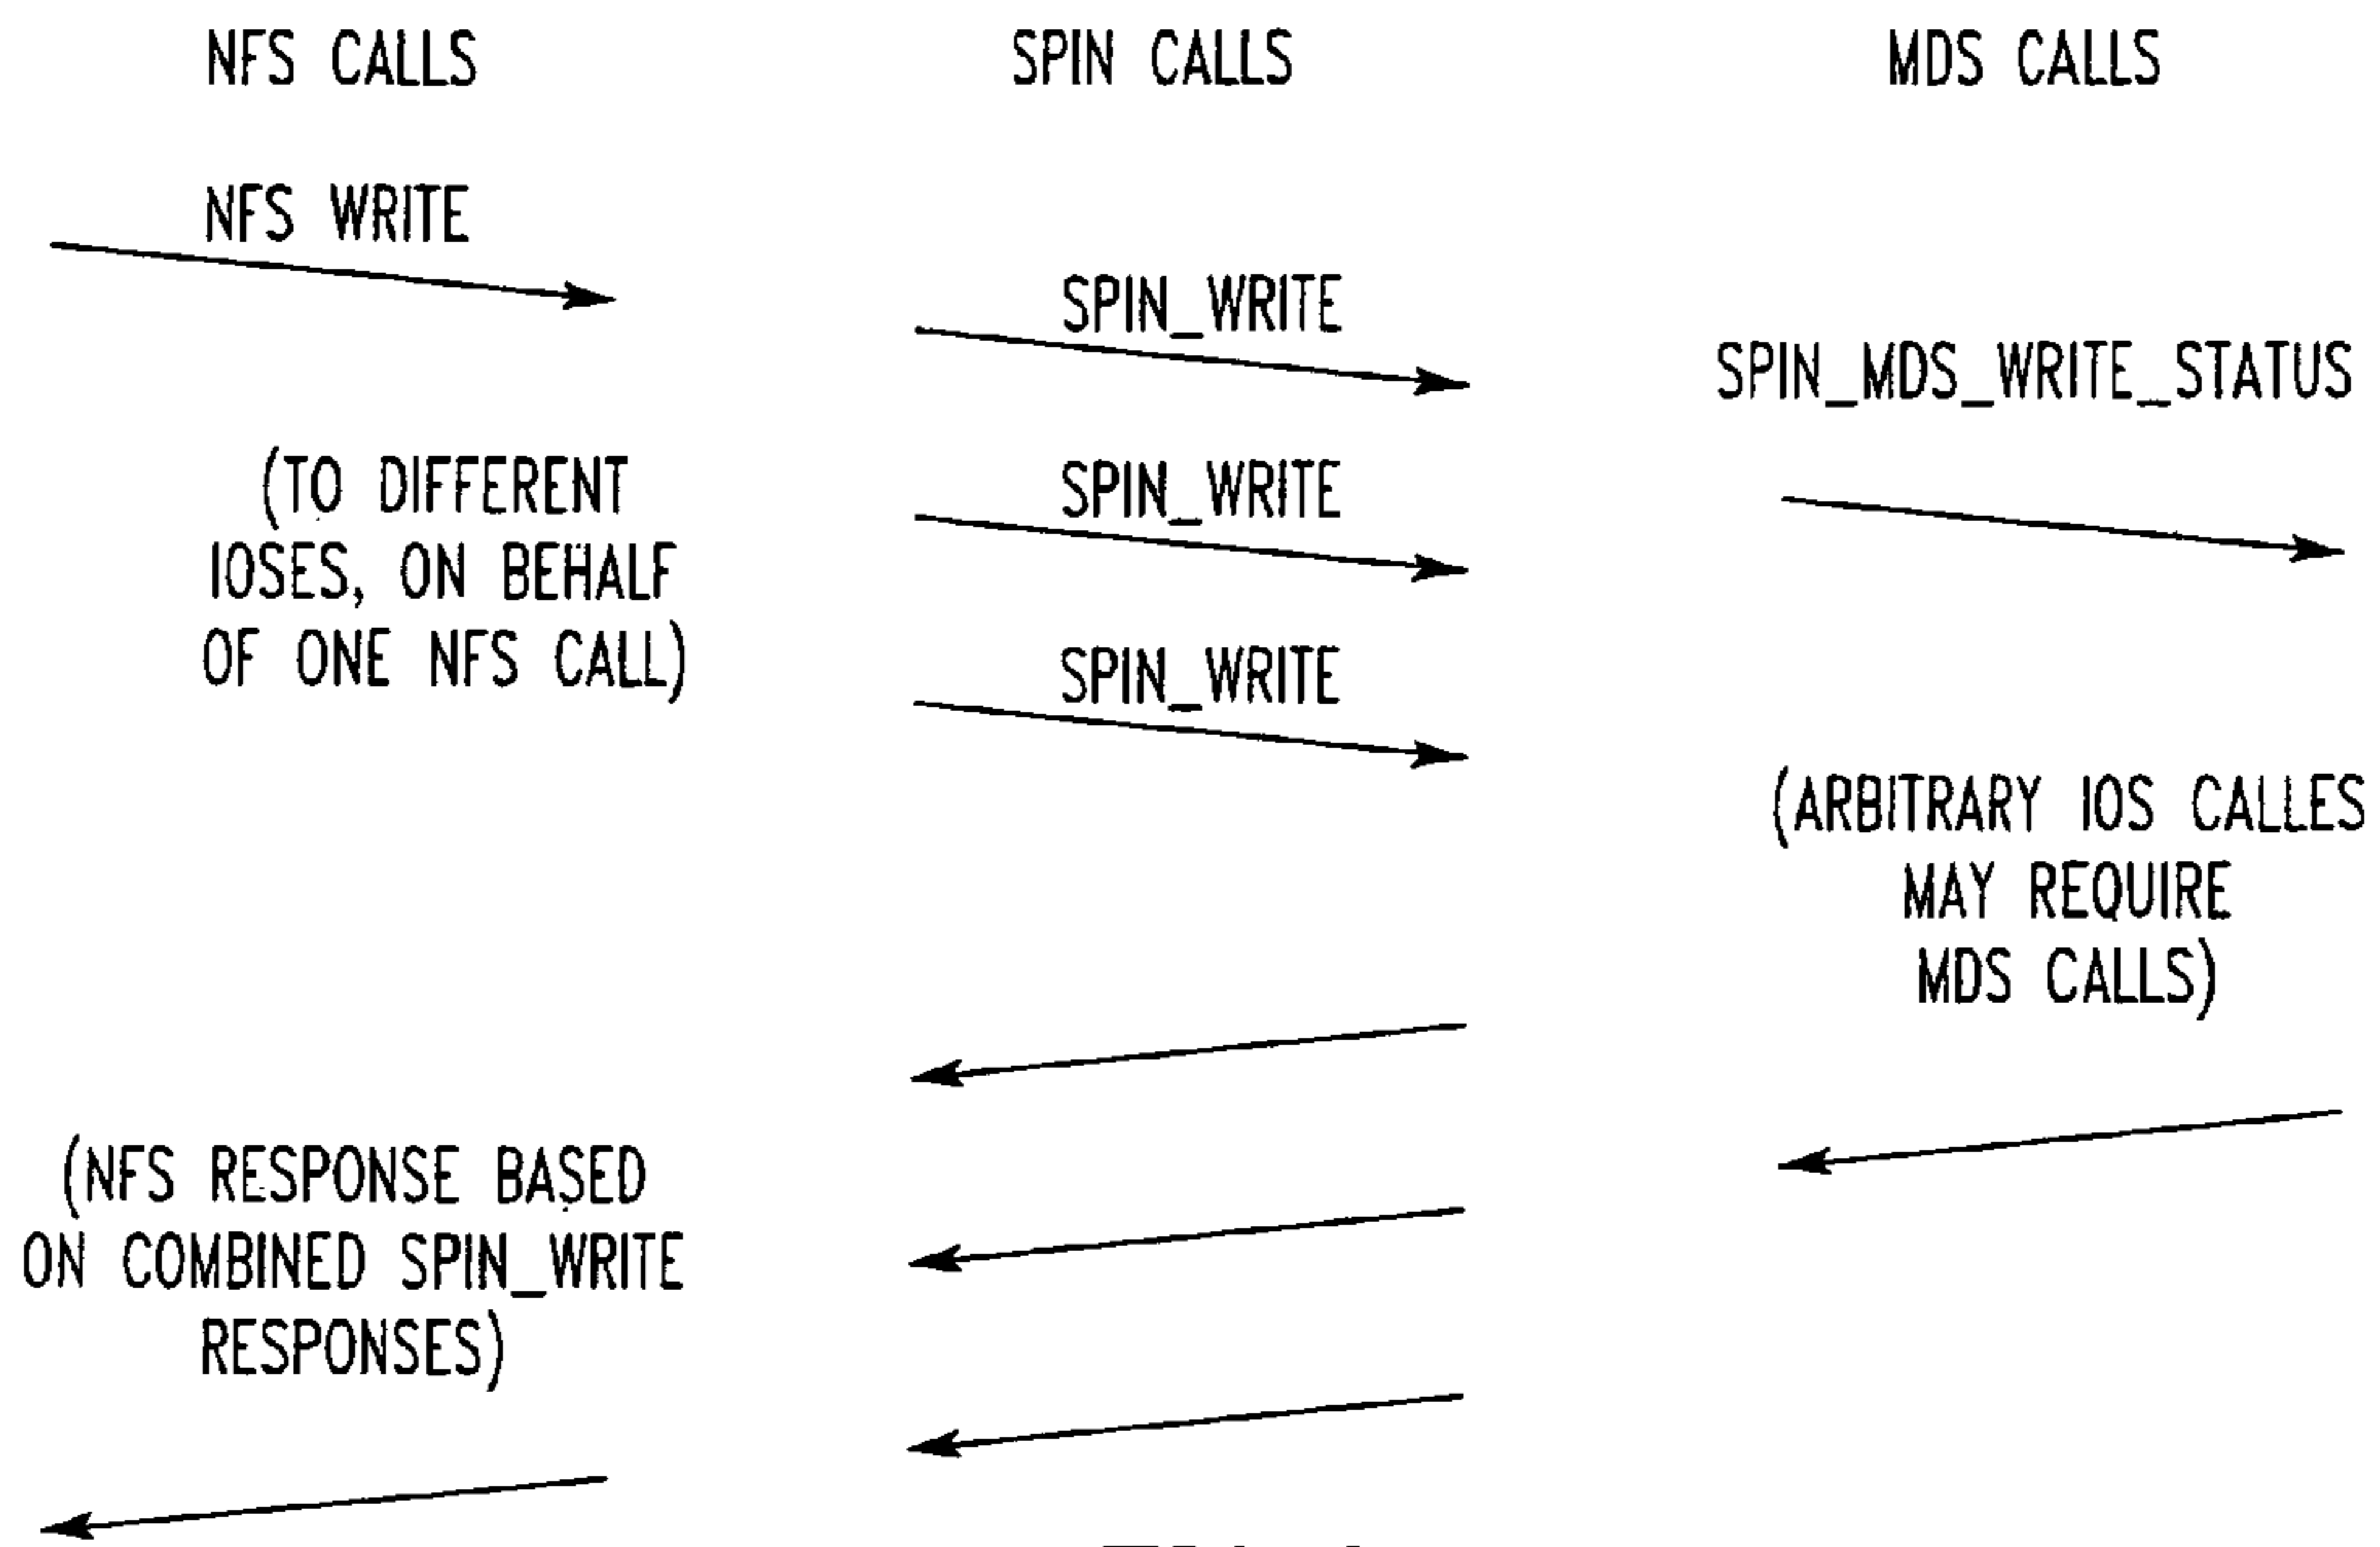 NFS CALLS
SPIN CALLS
MDS CALLS
NFS WRITE
SPIN_WRITE
SPIN_MDS_WRITE_STATUS
(TO DIFFERENT
IOSES, ON BEHALF
OF ONE NFS CALL)
SPIN_WRITE
SPIN_WRITE
(ARBITRARY IOS CALLES
MAY REQUIRE
MDS CALLS)
(NFS RESPONSE BASED
ON COMBINED SPIN_WRITE
RESPONSES)